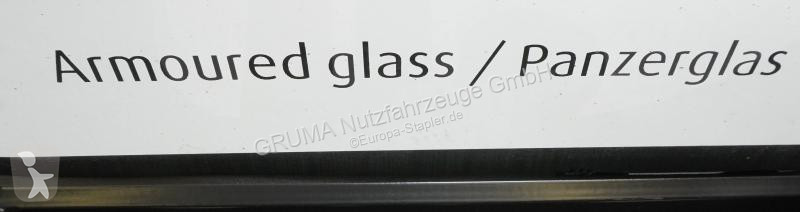 Armoured glass / Panzerglas
GRUMA Nutzfahrzeuge GmbH
©Europa-Stapler.de